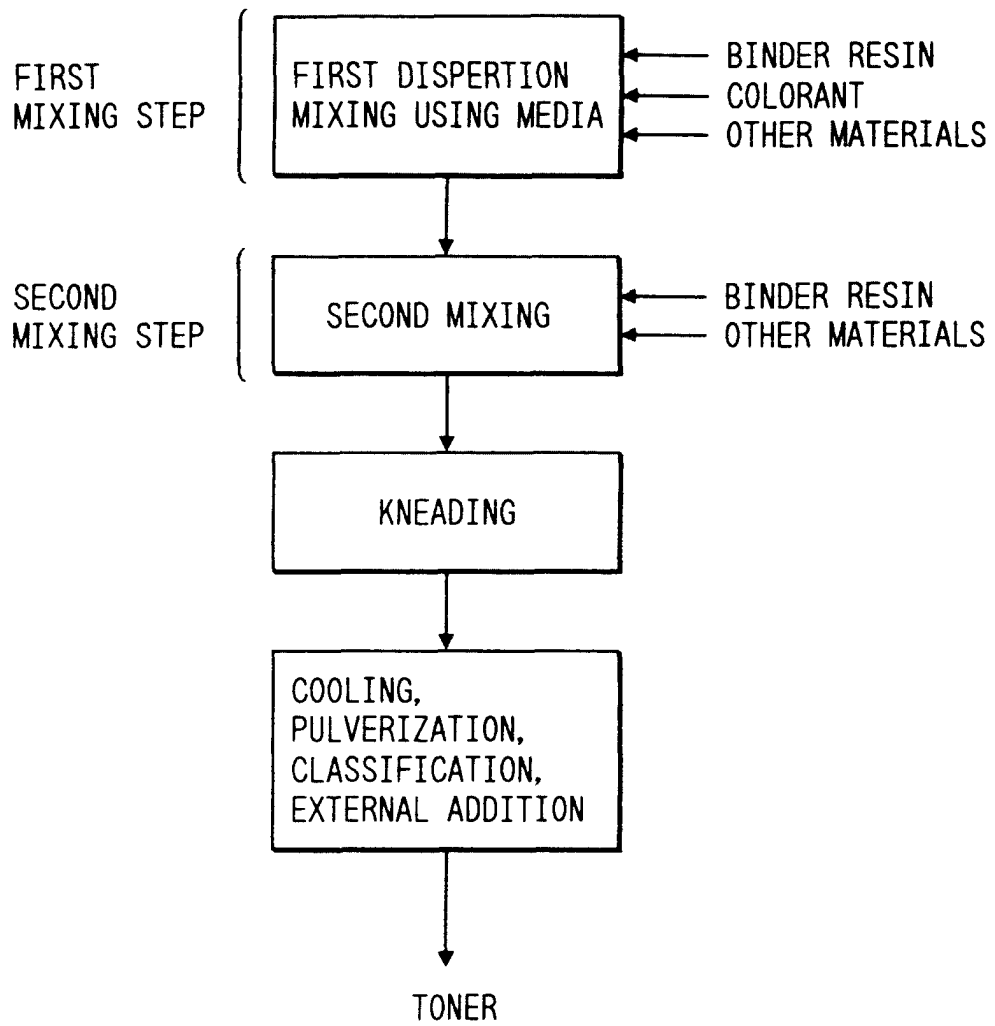 FIRST
MIXING STEP
FIRST DISPERTION
MIXING USING MEDIA
BINDER RESIN
COLORANT
OTHER MATERIALS
SECOND
MIXING STEP
SECOND MIXING
BINDER RESIN
OTHER MATERIALS
KNEADING
COOLING,
PULVERIZATION,
CLASSIFICATION,
EXTERNAL ADDITION
TONER